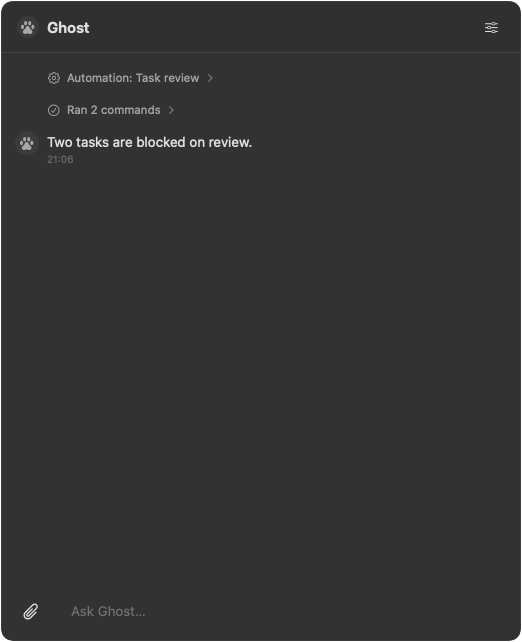 Ghost
Automation: Task review
Ran 2 commands
Two tasks are blocked on review.
21:06
Ask Ghost...